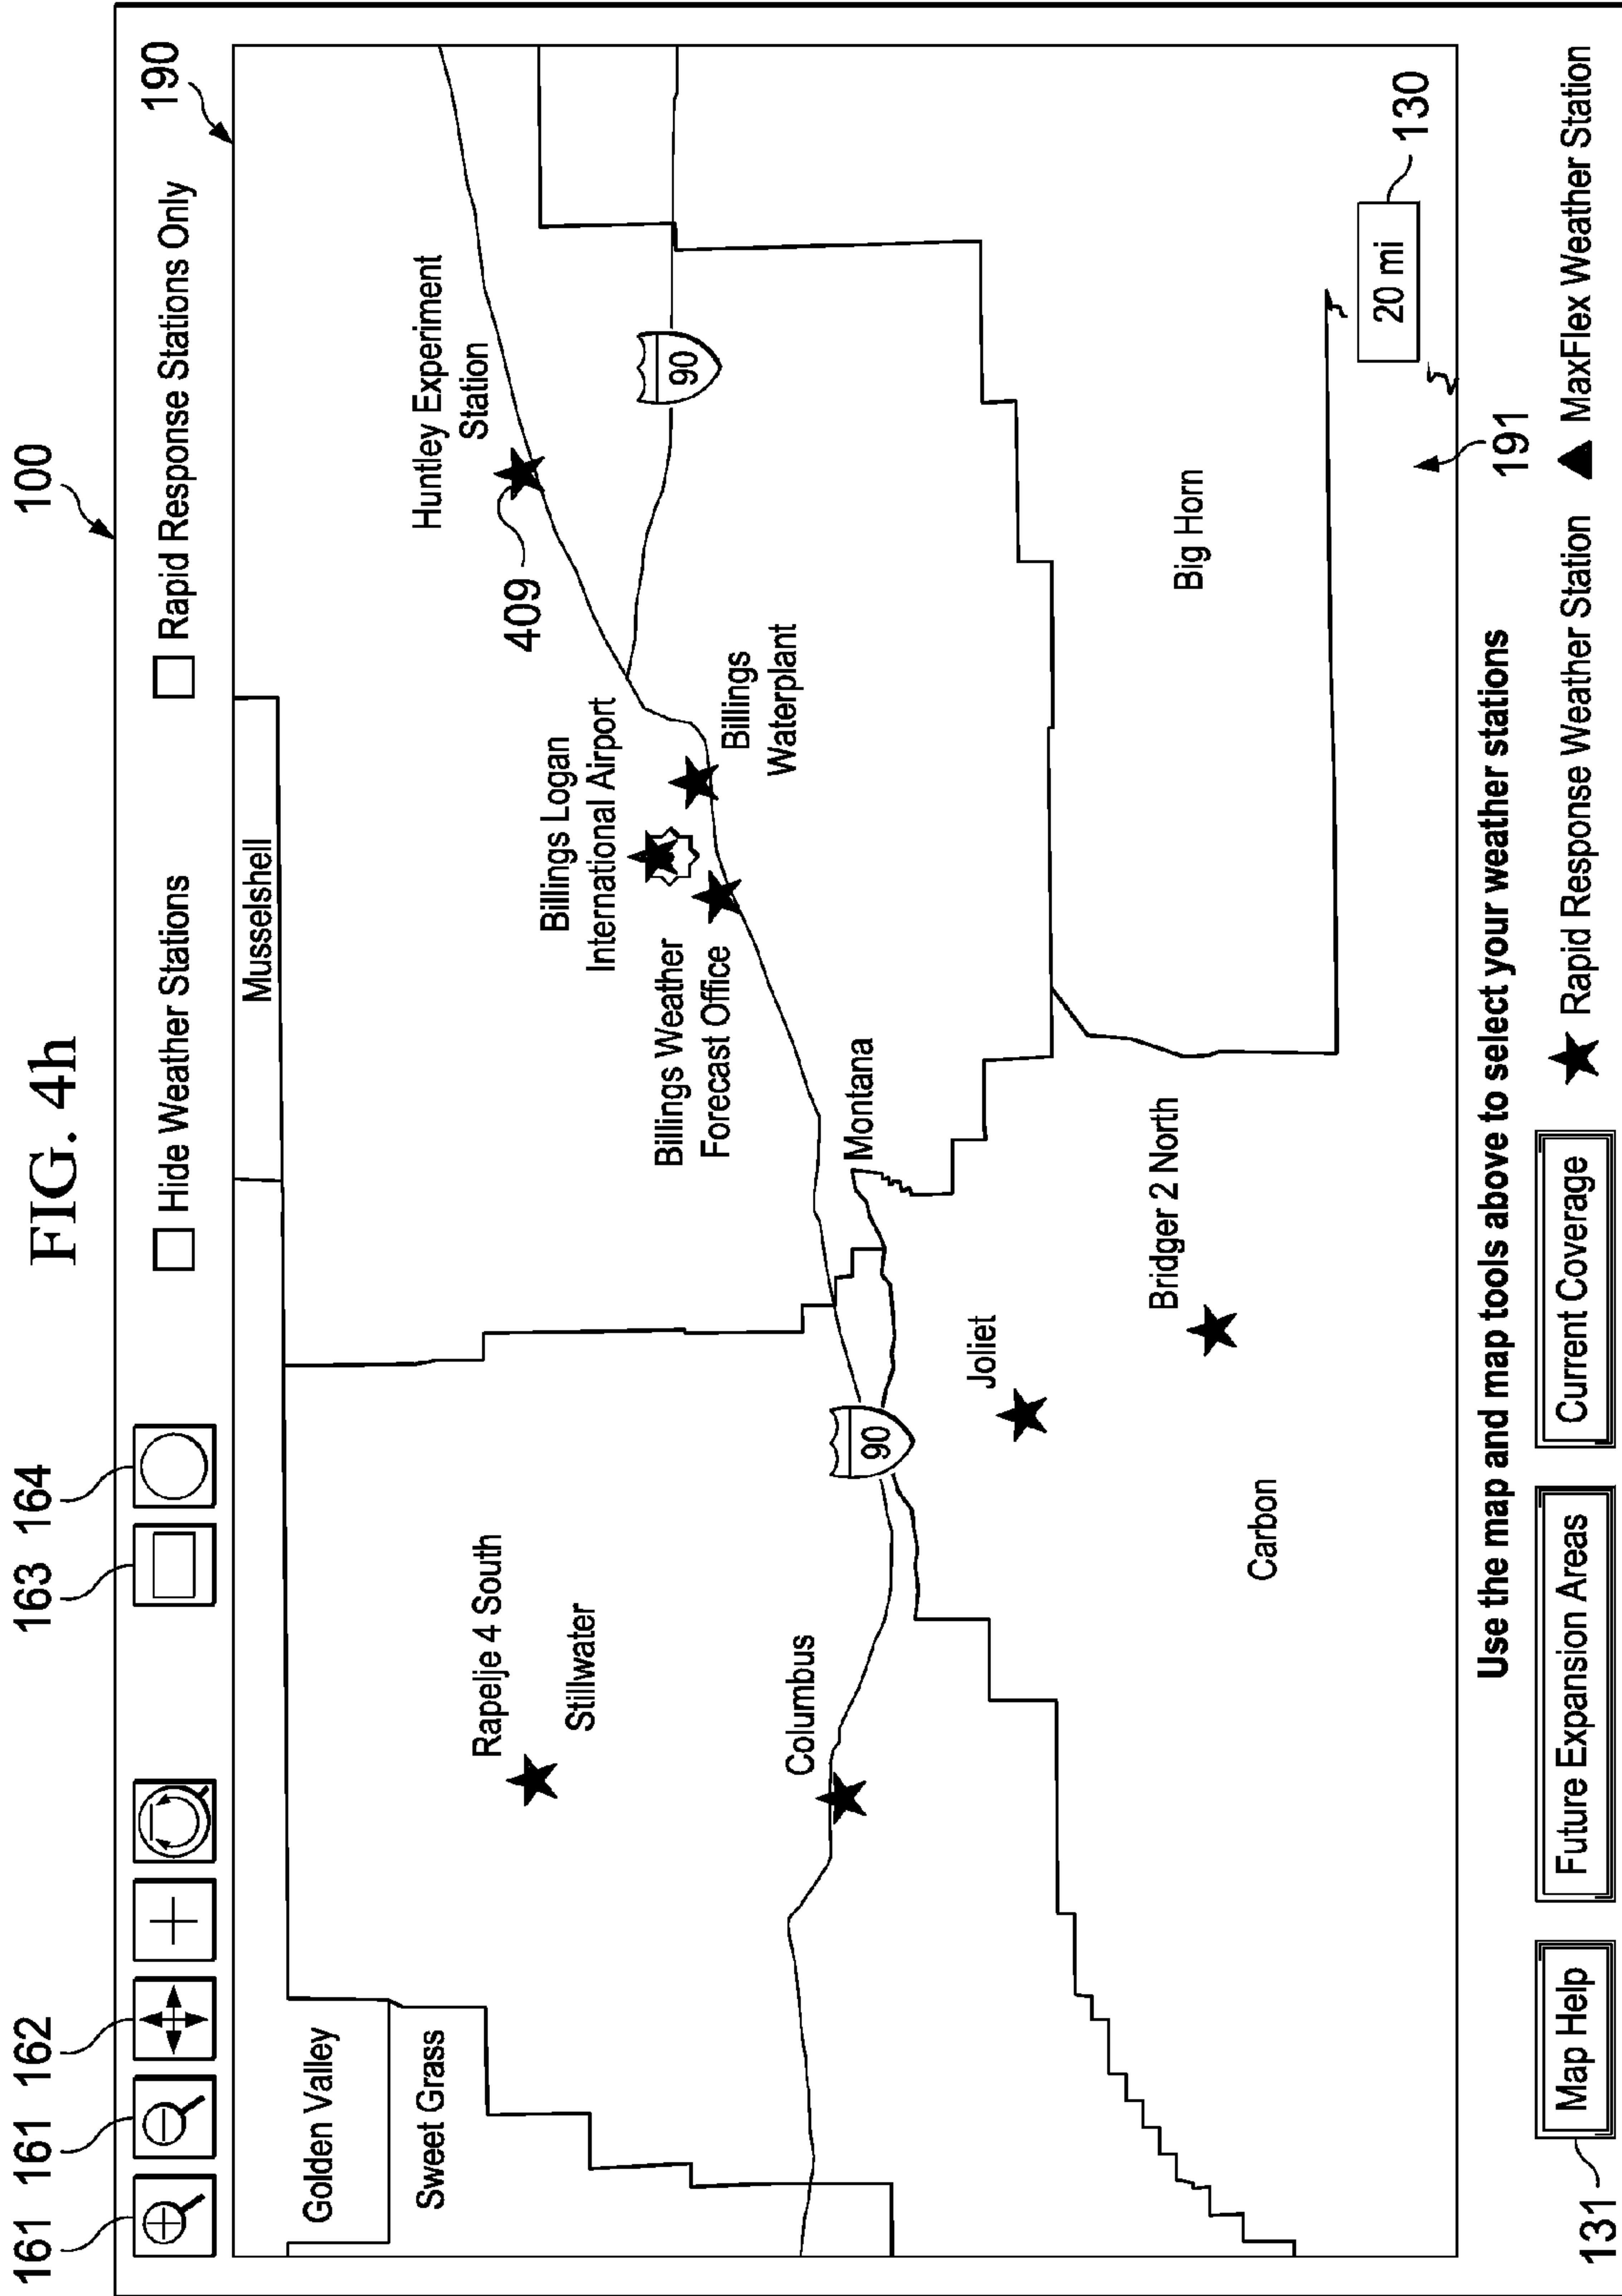 FIG. 4h
100
161
161
162
163
164
190
Hide Weather Stations
Rapid Response Stations Only
Musselshell
Golden Valley
Sweet Grass
Huntley Experiment
Station
409
Rapelje 4 South
Stillwater
Billings Logan
International Airport
90
Billings Weather
Forecast Office
Billings
Waterplant
Columbus
Montana
90
Joliet
Bridger 2 North
Big Horn
Carbon
20 mi
130
191
Use the map and map tools above to select your weather stations
131
Map Help
Future Expansion Areas
Current Coverage
Rapid Response Weather Station
MaxFlex Weather Station